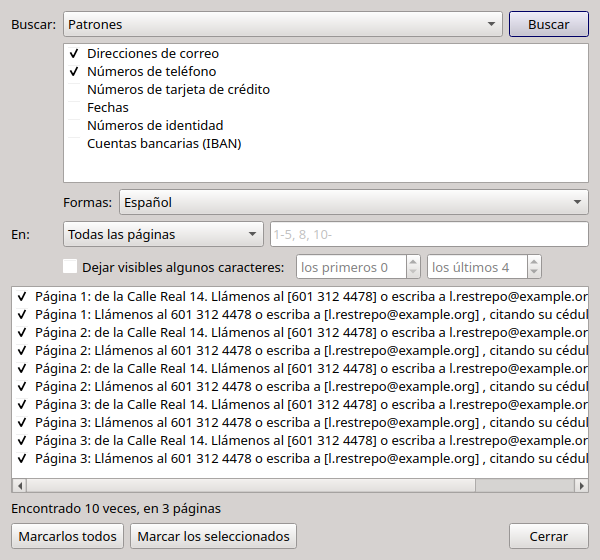 Buscar: Patrones Buscar
Direcciones de correo
Números de teléfono
Números de tarjeta de crédito
Fechas
Números de identidad
Cuentas bancarias (IBAN)
Formas: Español
En: Todas las páginas 1-5, 8, 10-
Dejar visibles algunos caracteres: los primeros 0 los últimos 4
Página 1: de la Calle Real 14. Llámenos al [601 312 4478] o escriba a l.restrepo@example.or
Página 1: Llámenos al 601 312 4478 o escriba a [l.restrepo@example.org] , citando su cédul
Página 2: de la Calle Real 14. Llámenos al [601 312 4478] o escriba a l.restrepo@example.or
Página 2: Llámenos al 601 312 4478 o escriba a [l.restrepo@example.org] , citando su cédul
Página 2: de la Calle Real 14. Llámenos al [601 312 4478] o escriba a l.restrepo@example.or
Página 2: Llámenos al 601 312 4478 o escriba a [l.restrepo@example.org] , citando su cédul
Página 3: de la Calle Real 14. Llámenos al [601 312 4478] o escriba a l.restrepo@example.or
Página 3: Llámenos al 601 312 4478 o escriba a [l.restrepo@example.org] , citando su cédul
Página 3: de la Calle Real 14. Llámenos al [601 312 4478] o escriba a l.restrepo@example.or
Página 3: Llámenos al 601 312 4478 o escriba a [l.restrepo@example.org] , citando su cédul
Encontrado 10 veces, en 3 páginas
Marcarlos todos Marcar los seleccionados Cerrar